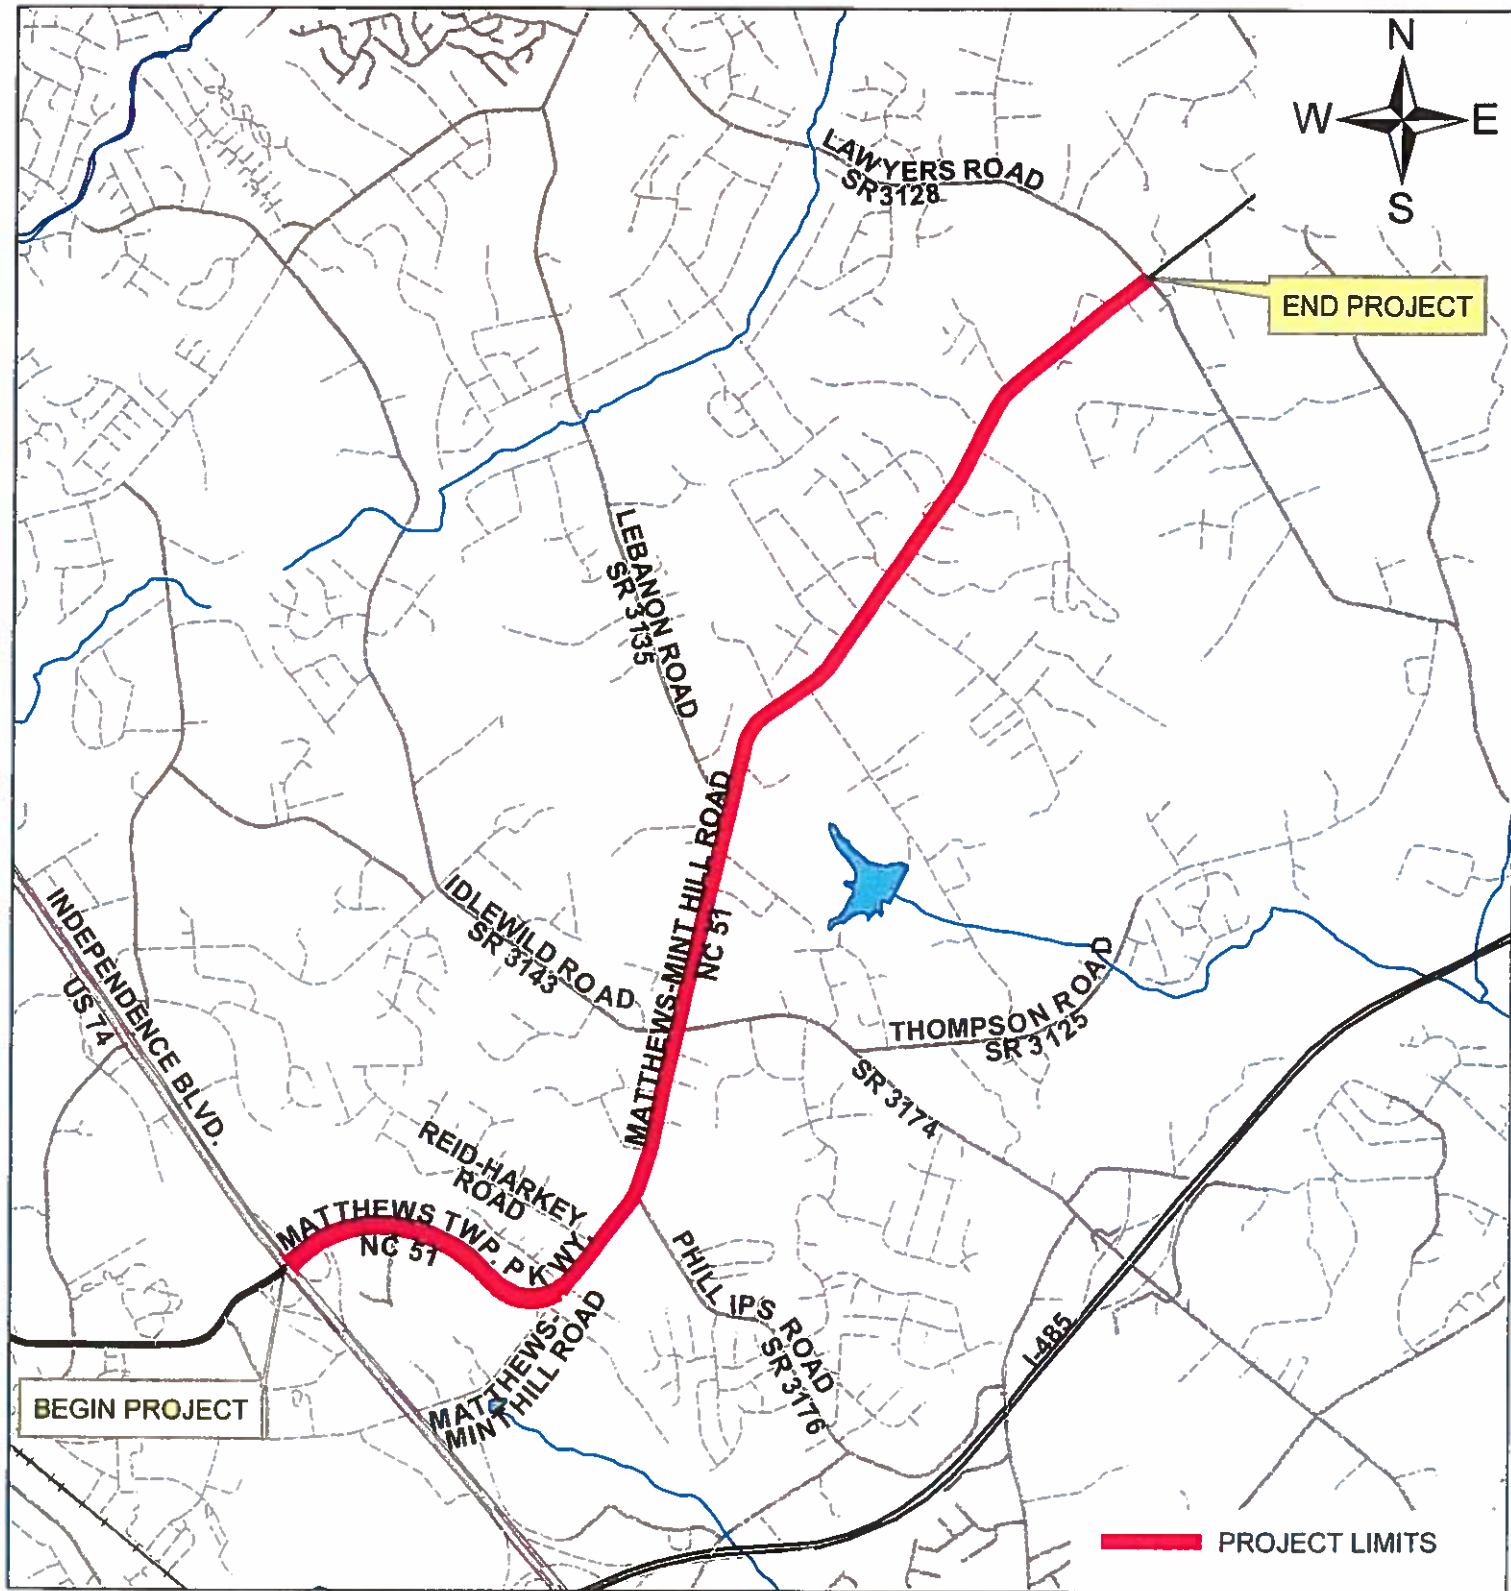 N
W E
S
LAWYERS ROAD
SR 3128
END PROJECT
LEBANON ROAD
SR 3135
MATTHEWS-MINT HILL ROAD
NC 51
IDLEWILD ROAD
SR 3143
INDEPENDENCE BLVD.
US 74
THOMPSON ROAD
SR 3125
SR 3174
REID-HARKEY
ROAD
MATTHEWS TWP. PKWY.
NC 51
PHILLIPS ROAD
SR 3176
MATTHEWS-
MINT HILL ROAD
I-485
BEGIN PROJECT
PROJECT LIMITS